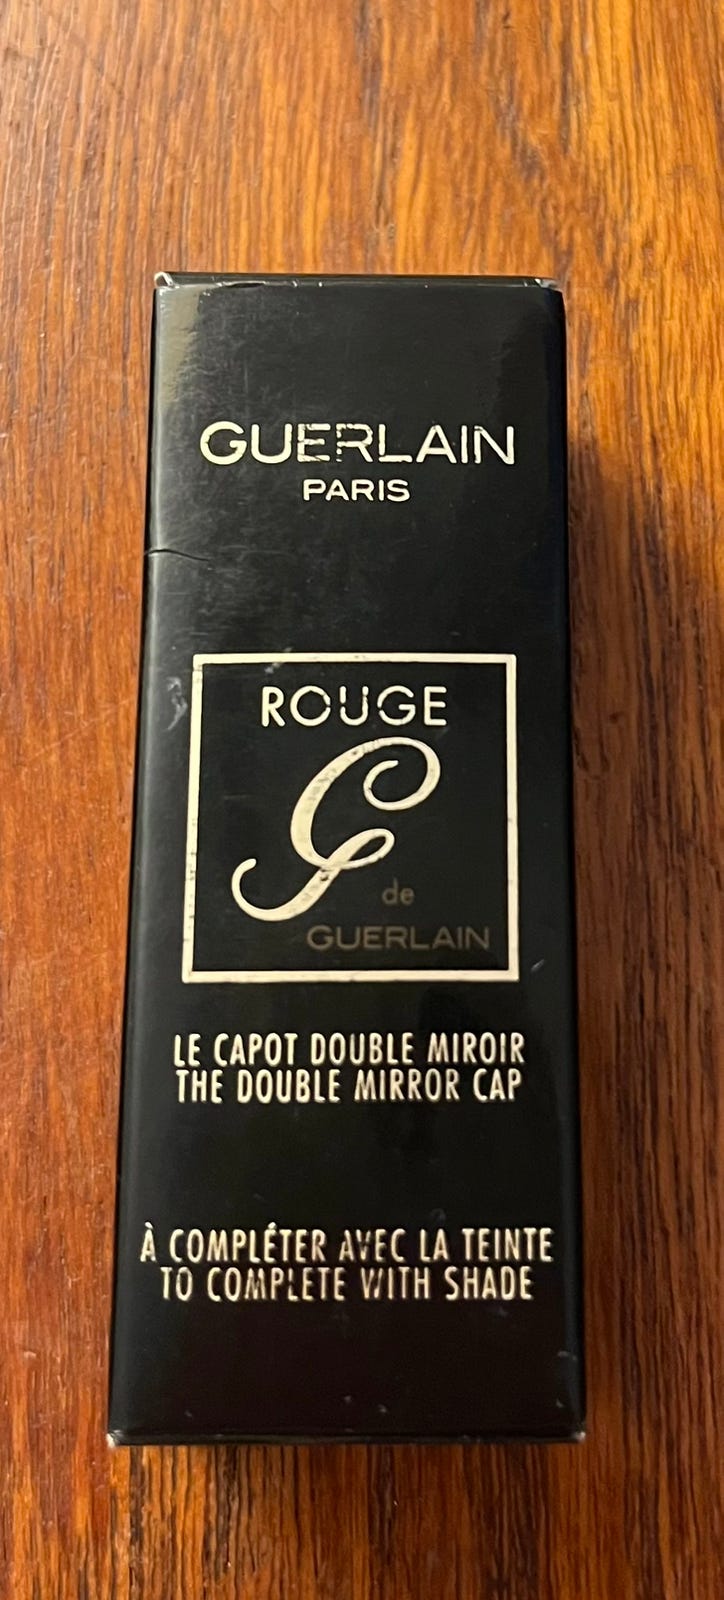 GUERLAIN
PARIS
ROUGE
G
de
GUERLAIN
LE CAPOT DOUBLE MIROIR
THE DOUBLE MIRROR CAP
À COMPLÉTER AVEC LA TEINTE
TO COMPLETE WITH SHADE